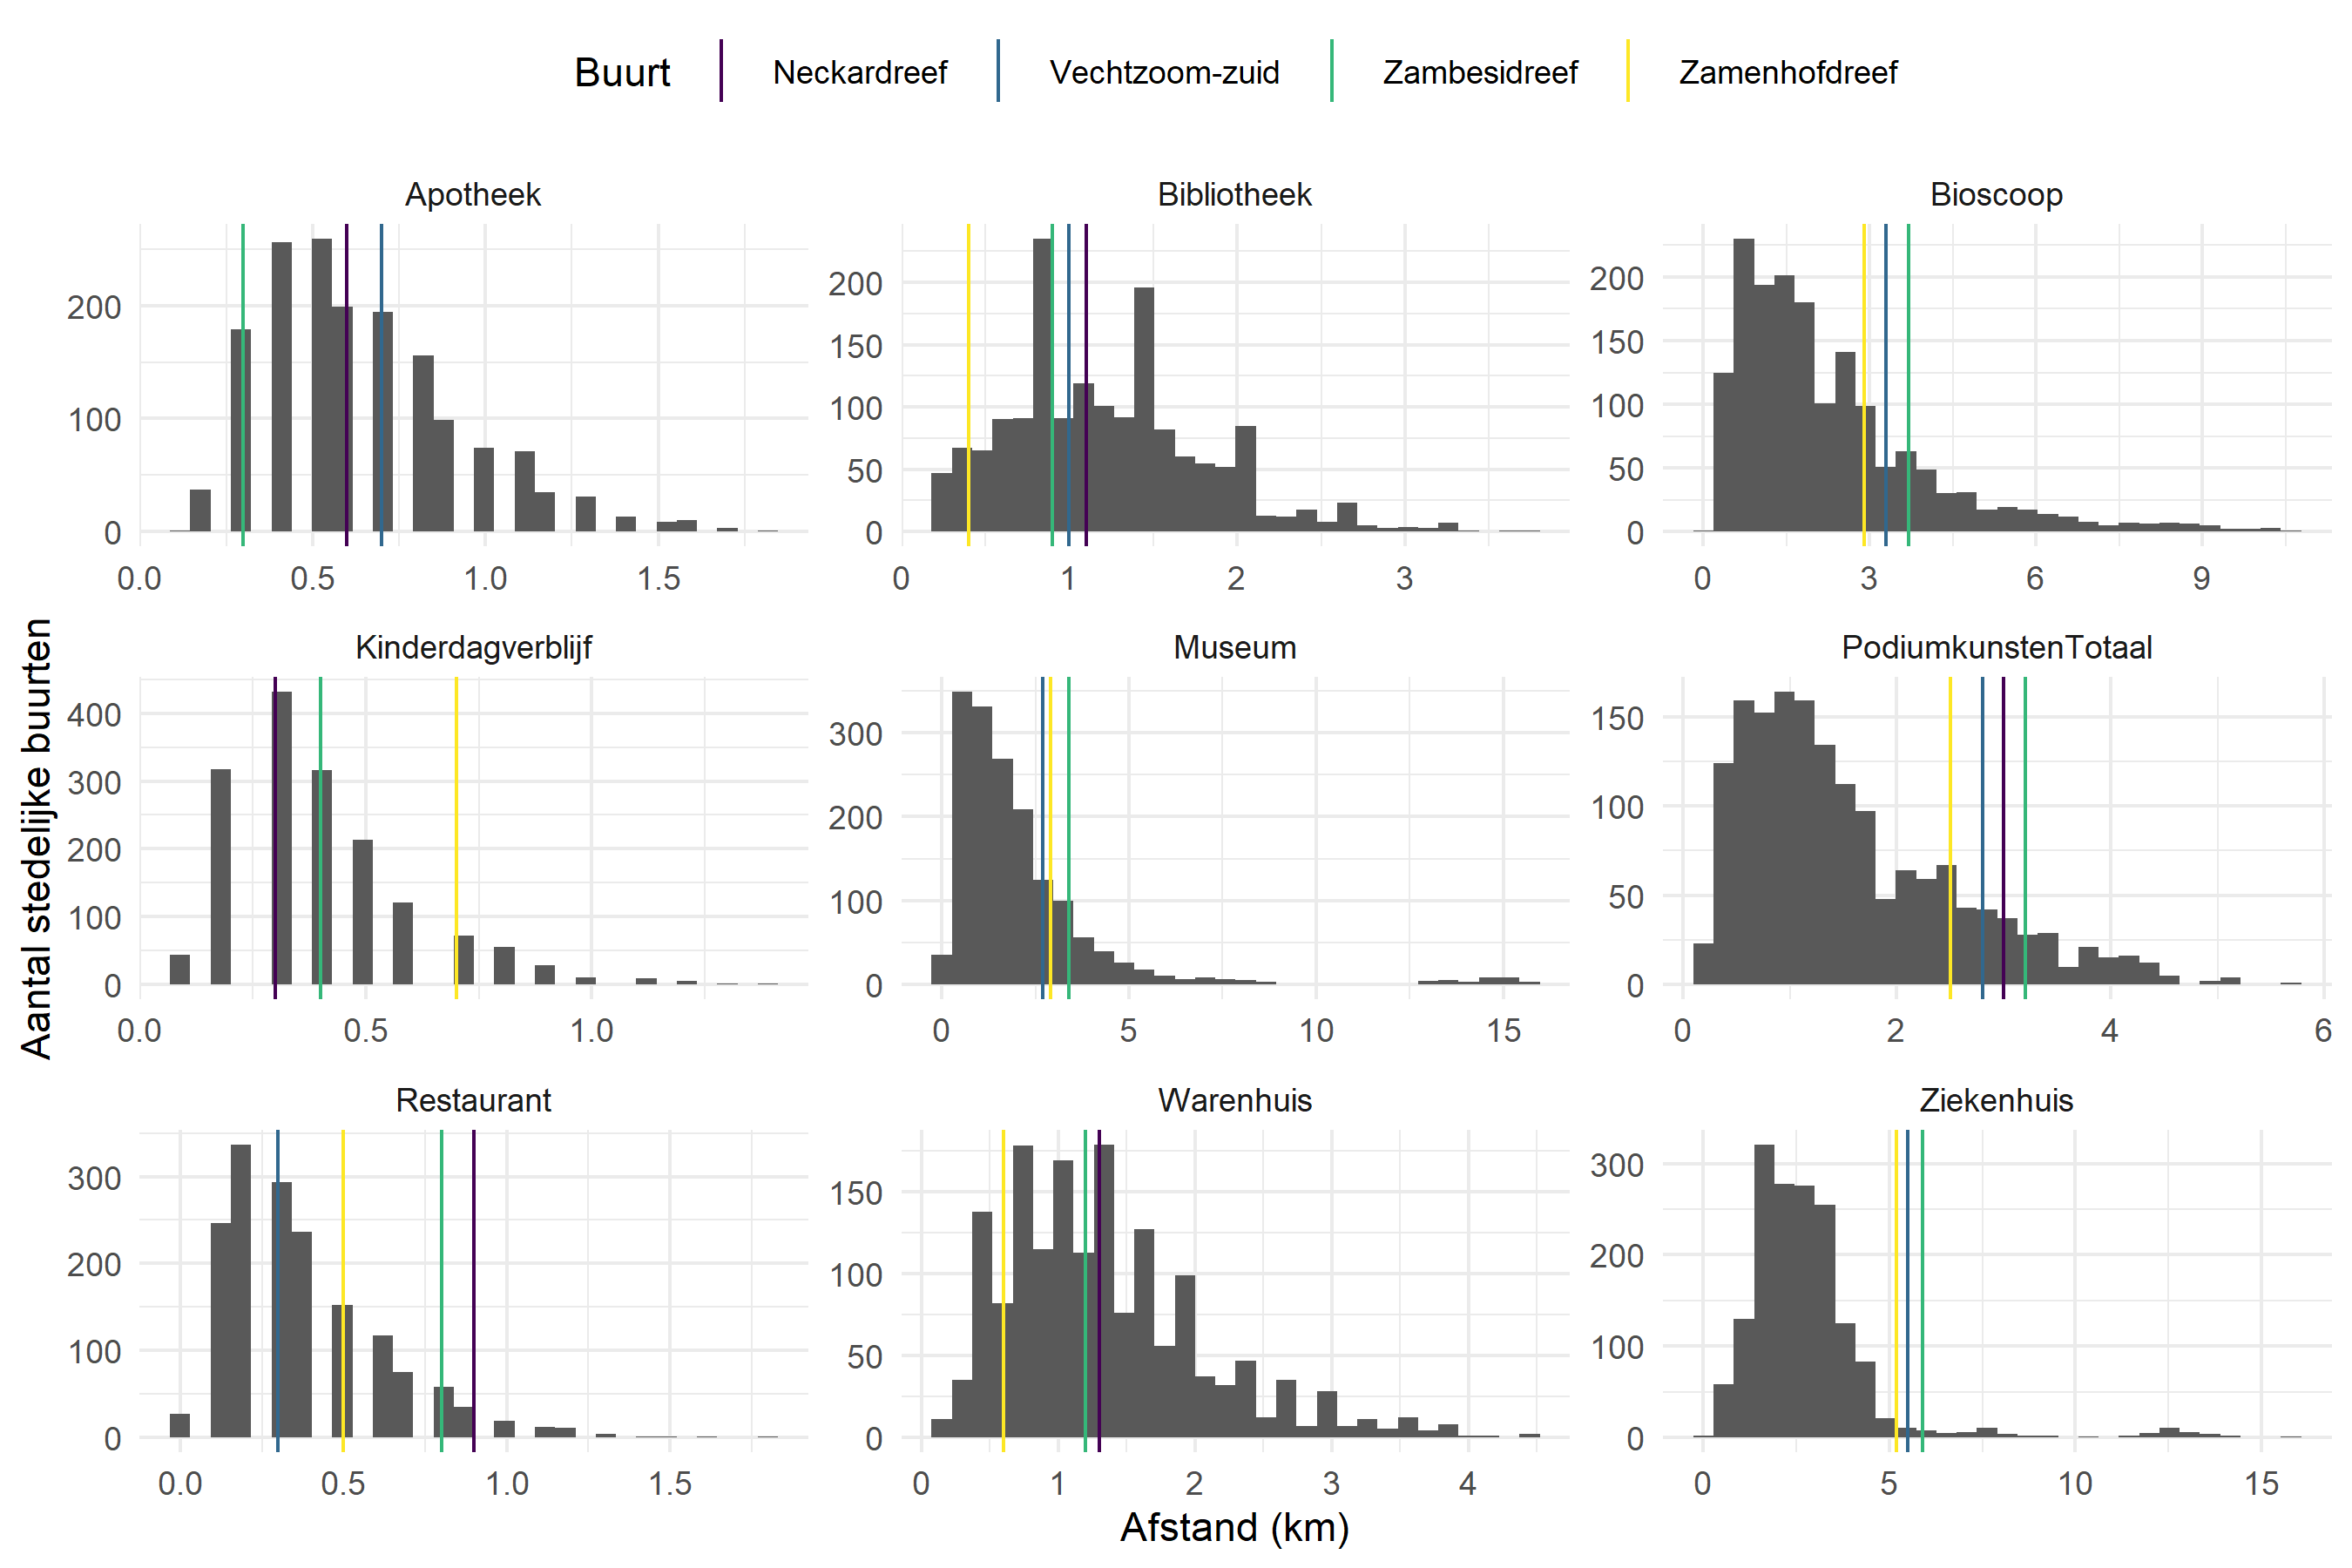 Buurt Neckardreef Vechtzoom-zuid Zambesidreef Zamenhofdreef
Apotheek Bibliotheek Bioscoop
200
100
0
0.0 0.5 1.0 1.5
200
150
100
50
0
0 1 2 3
200
150
100
50
0
0 3 6 9
Kinderdagverblijf Museum PodiumkunstenTotaal
400
300
200
100
0
0.0 0.5 1.0
300
200
100
0
0 5 10 15
150
100
50
0
0 2 4 6
Restaurant Warenhuis Ziekenhuis
300
200
100
0
0.0 0.5 1.0 1.5
150
100
50
0
0 1 2 3 4
300
200
100
0
0 5 10 15
Aantal stedelijke buurten
Afstand (km)